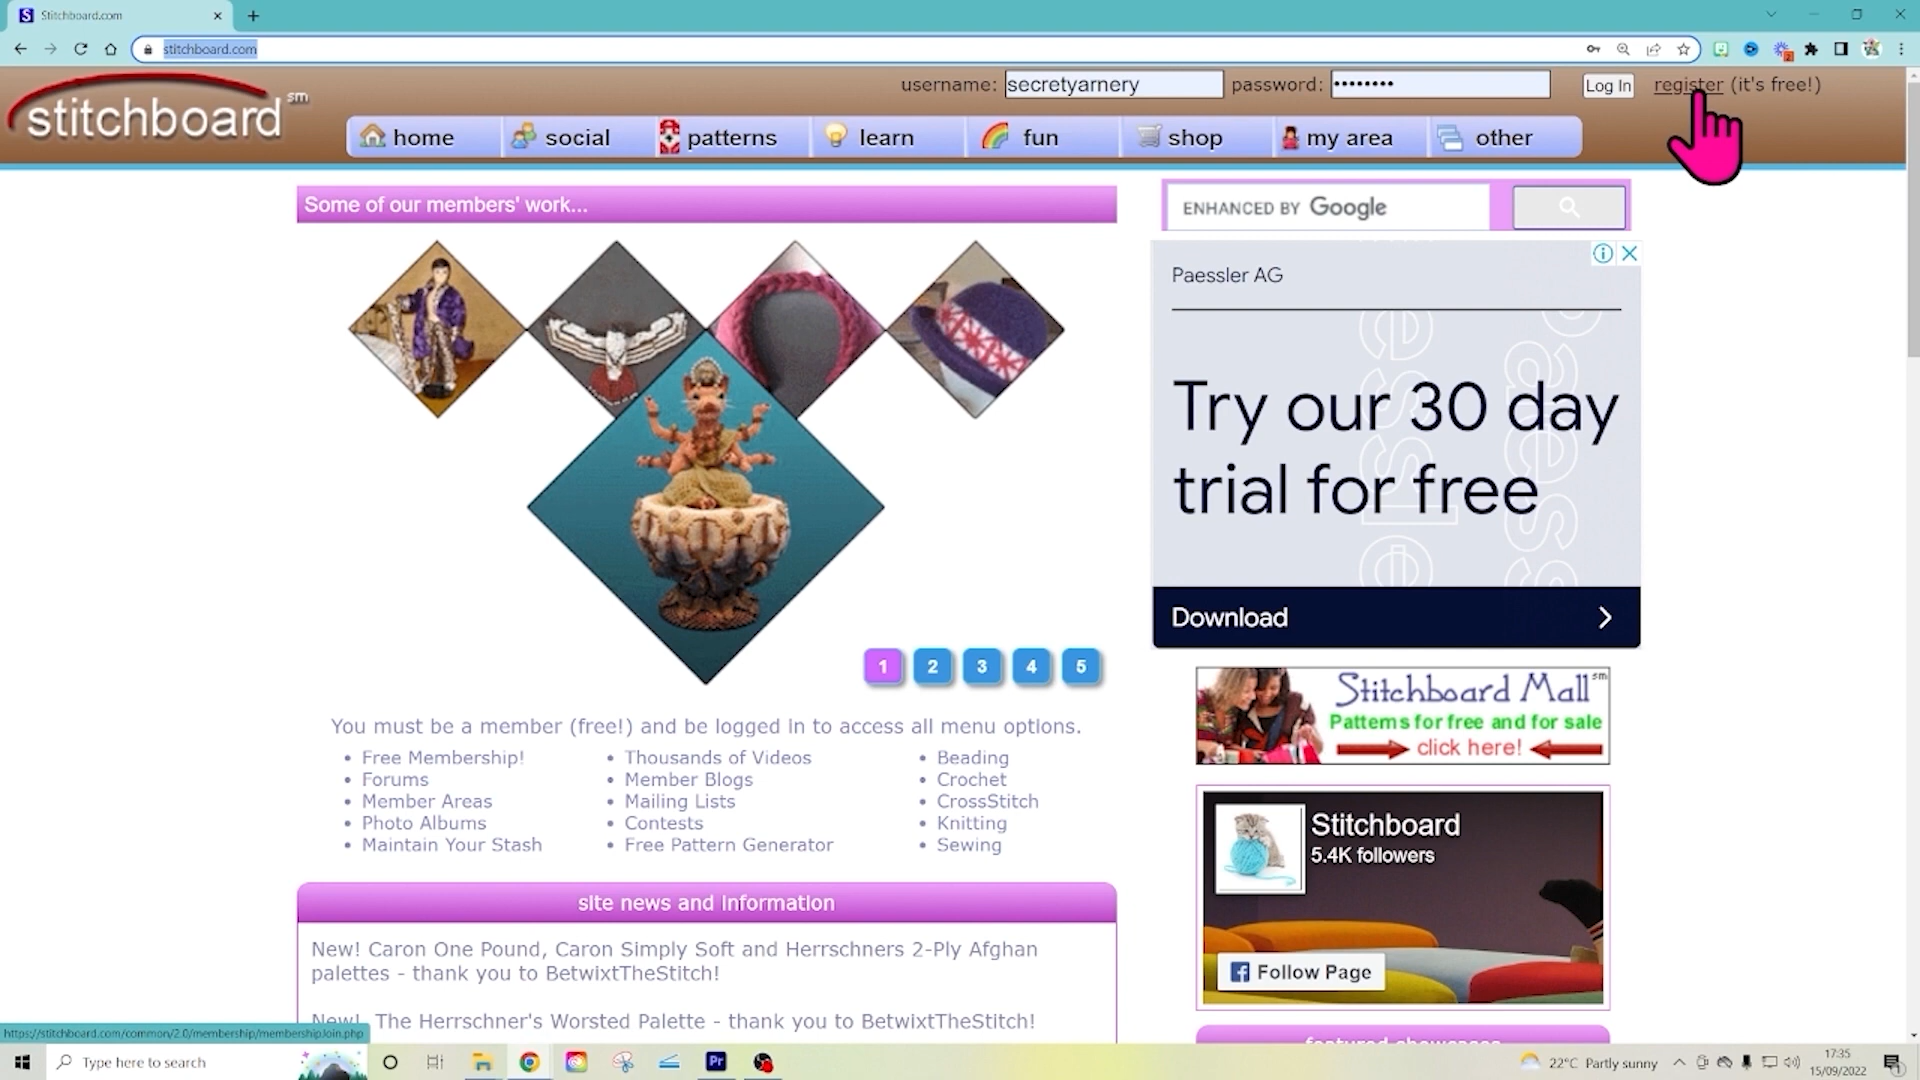 Stitchboard.com
stitchboard.com
username: secretyarnery password: •••••••• Log In register (it's free!)
stitchboard sm
home social patterns learn fun shop my area other
Some of our members' work...
ENHANCED BY Google
Paessler AG
Try our 30 day
trial for free
Download
1 2 3 4 5
Stitchboard Mall sm
Patterns for free and for sale
click here!
You must be a member (free!) and be logged in to access all menu options.
• Free Membership!
• Forums
• Member Areas
• Photo Albums
• Maintain Your Stash
• Thousands of Videos
• Member Blogs
• Mailing Lists
• Contests
• Free Pattern Generator
• Beading
• Crochet
• CrossStitch
• Knitting
• Sewing
Stitchboard
5.4K followers
Follow Page
site news and information
New! Caron One Pound, Caron Simply Soft and Herrschners 2-Ply Afghan
palettes - thank you to BetwixtTheStitch!
New! The Herrschner's Worsted Palette - thank you to BetwixtTheStitch!
featured showcases
https://stitchboard.com/common/2.0/membership/membershipJoin.php
Type here to search
Pr
22°C Partly sunny
17:35
15/09/2022